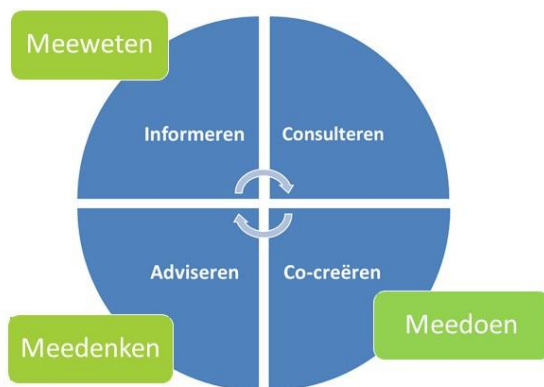 Meeweten
Informeren
Consulteren
Adviseren
Co-creëren
Meedenken
Meedoen